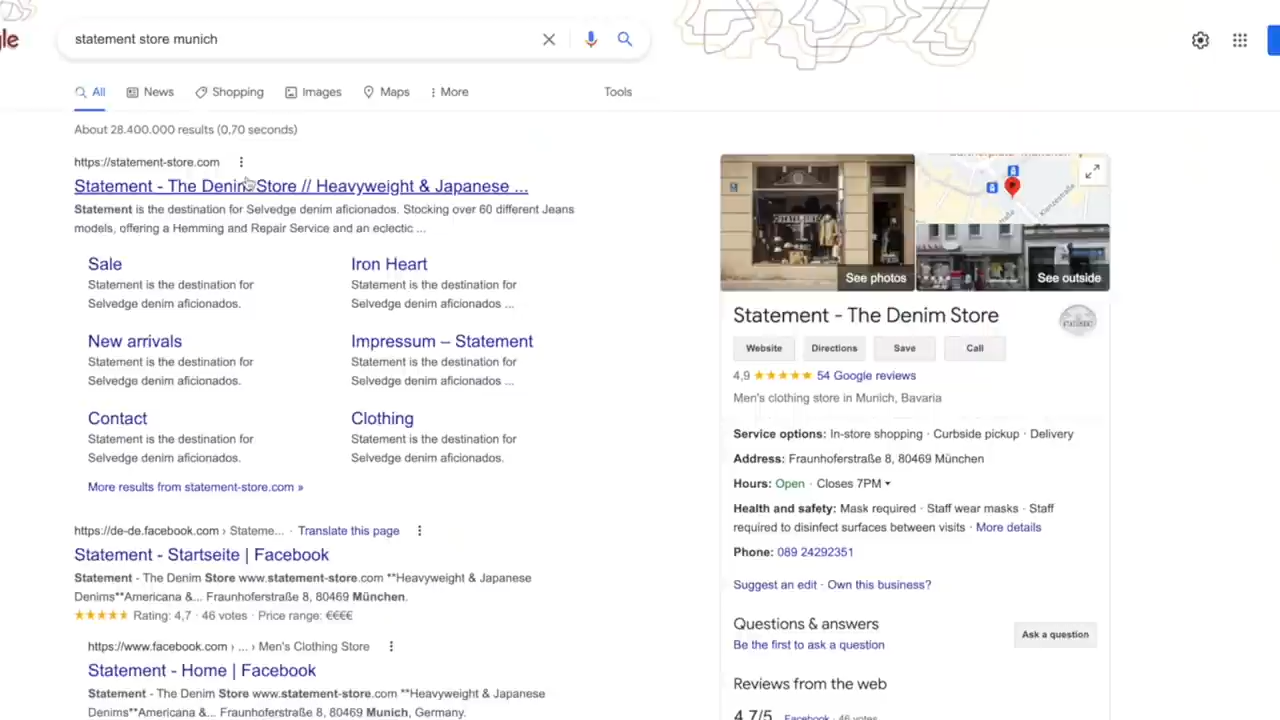 le
statement store munich
All
News
Shopping
Images
Maps
More
Tools
About 28.400.000 results (0,70 seconds)
https://statement-store.com
Statement - The Denim Store // Heavyweight & Japanese ...
Statement is the destination for Selvedge denim aficionados. Stocking over 60 different Jeans
models, offering a Hemming and Repair Service and an eclectic ...
Sale
Statement is the destination for
Selvedge denim aficionados.
Iron Heart
Statement is the destination for
Selvedge denim aficionados ...
New arrivals
Statement is the destination for
Selvedge denim aficionados.
Impressum – Statement
Statement is the destination for
Selvedge denim aficionados ...
Contact
Statement is the destination for
Selvedge denim aficionados.
Clothing
Statement is the destination for
Selvedge denim aficionados.
More results from statement-store.com »
https://de-de.facebook.com › Stateme... · Translate this page
Statement - Startseite | Facebook
Statement - The Denim Store www.statement-store.com **Heavyweight & Japanese
Denims**Americana &... Fraunhoferstraße 8, 80469 München.
Rating: 4,7 · 46 votes · Price range: €€€€
https://www.facebook.com › ... › Men's Clothing Store
Statement - Home | Facebook
Statement - The Denim Store www.statement-store.com **Heavyweight & Japanese
Denims**Americana &... Fraunhoferstraße 8, 80469 Munich, Germany.
STATEMENT
See photos
Klenzestraße
See outside
Statement - The Denim Store
Website
Directions
Save
Call
4,9 ★★★★★ 54 Google reviews
Men's clothing store in Munich, Bavaria
Service options: In-store shopping · Curbside pickup · Delivery
Address: Fraunhoferstraße 8, 80469 München
Hours: Open · Closes 7PM
Health and safety: Mask required · Staff wear masks · Staff
required to disinfect surfaces between visits · More details
Phone: 089 24292351
Suggest an edit · Own this business?
Questions & answers
Be the first to ask a question
Ask a question
Reviews from the web
4,7/5 Facebook · 46 votes